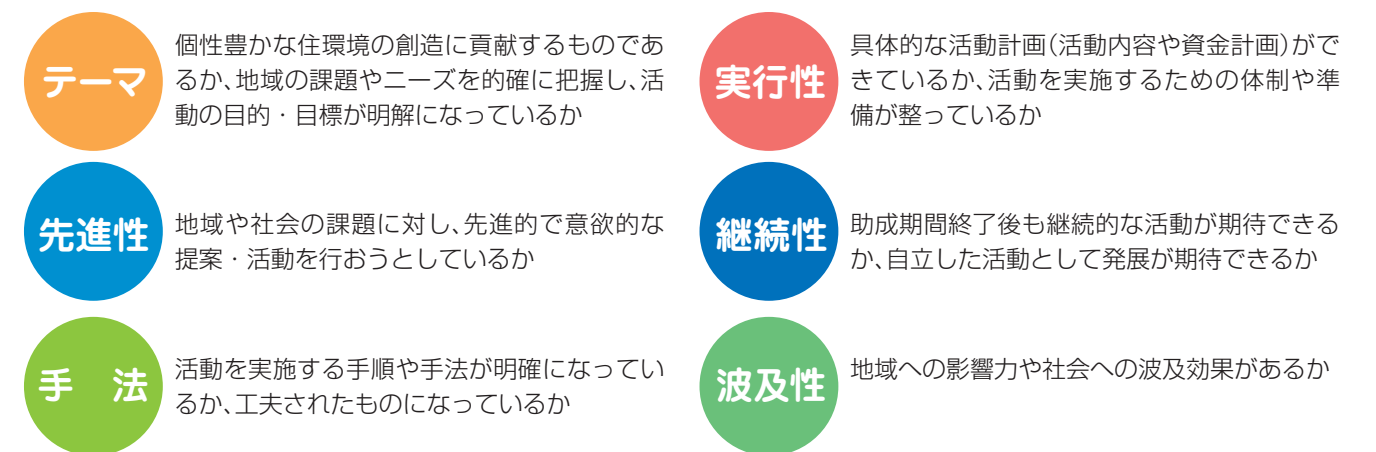 テーマ
個性豊かな住環境の創造に貢献するものであ
るか、地域の課題やニーズを的確に把握し、活
動の目的・目標が明解になっているか
実行性
具体的な活動計画(活動内容や資金計画)がで
きているか、活動を実施するための体制や準
備が整っているか
先進性
地域や社会の課題に対し、先進的で意欲的な
提案・活動を行おうとしているか
継続性
助成期間終了後も継続的な活動が期待できる
か、自立した活動として発展が期待できるか
手　法
活動を実施する手順や手法が明確になってい
るか、工夫されたものになっているか
波及性
地域への影響力や社会への波及効果があるか